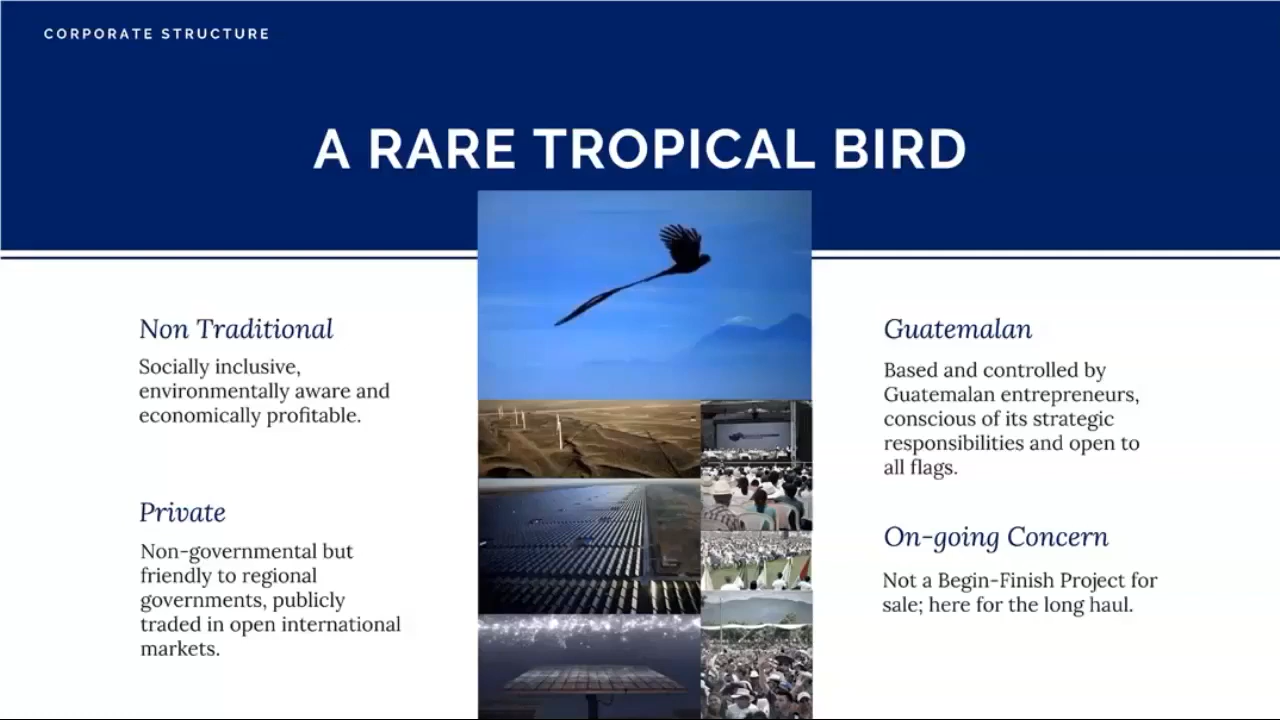 CORPORATE STRUCTURE
A RARE TROPICAL BIRD
Non Traditional
Socially inclusive,
environmentally aware and
economically profitable.
Private
Non-governmental but
friendly to regional
governments, publicly
traded in open international
markets.
Guatemalan
Based and controlled by
Guatemalan entrepreneurs,
conscious of its strategic
responsibilities and open to
all flags.
On-going Concern
Not a Begin-Finish Project for
sale; here for the long haul.